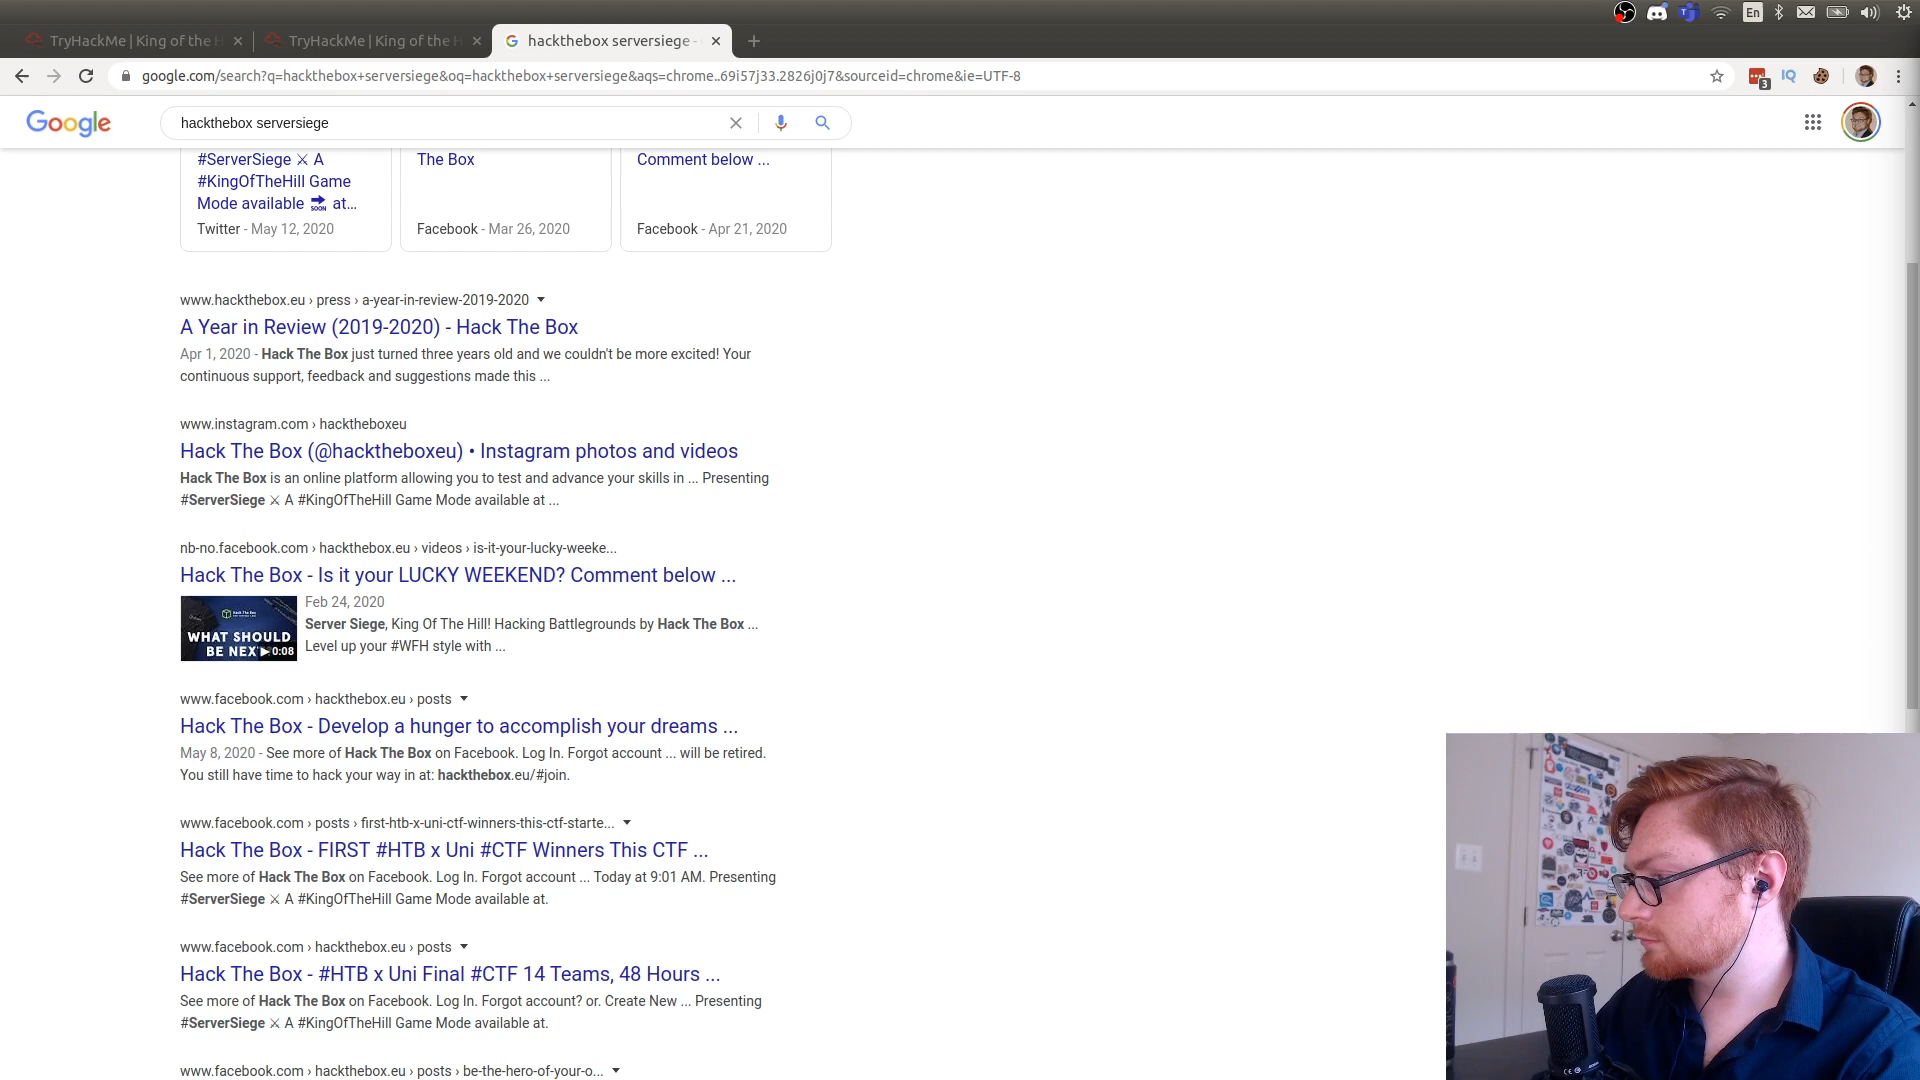 En
TryHackMe | King of the H
TryHackMe | King of the H
hackthebox serversiege -
google.com/search?q=hackthebox+serversiege&oq=hackthebox+serversiege&aqs=chrome..69i57j33.2826j0j7&sourceid=chrome&ie=UTF-8
3
IQ
Google
hackthebox serversiege
#ServerSiege ⚔ A
#KingOfTheHill Game
Mode available 🔜 at…
Twitter - May 12, 2020
The Box
Facebook - Mar 26, 2020
Comment below ...
Facebook - Apr 21, 2020
www.hackthebox.eu › press › a-year-in-review-2019-2020
A Year in Review (2019-2020) - Hack The Box
Apr 1, 2020 - Hack The Box just turned three years old and we couldn't be more excited! Your
continuous support, feedback and suggestions made this ...
www.instagram.com › hacktheboxeu
Hack The Box (@hacktheboxeu) • Instagram photos and videos
Hack The Box is an online platform allowing you to test and advance your skills in ... Presenting
#ServerSiege ⚔ A #KingOfTheHill Game Mode available at ...
nb-no.facebook.com › hackthebox.eu › videos › is-it-your-lucky-weeke...
Hack The Box - Is it your LUCKY WEEKEND? Comment below ...
Hack The Box
WHAT SHOULD
BE NEX
0:08
Feb 24, 2020
Server Siege, King Of The Hill! Hacking Battlegrounds by Hack The Box ...
Level up your #WFH style with ...
www.facebook.com › hackthebox.eu › posts
Hack The Box - Develop a hunger to accomplish your dreams ...
May 8, 2020 - See more of Hack The Box on Facebook. Log In. Forgot account ... will be retired.
You still have time to hack your way in at: hackthebox.eu/#join.
www.facebook.com › posts › first-htb-x-uni-ctf-winners-this-ctf-starte...
Hack The Box - FIRST #HTB x Uni #CTF Winners This CTF ...
See more of Hack The Box on Facebook. Log In. Forgot account ... Today at 9:01 AM. Presenting
#ServerSiege ⚔ A #KingOfTheHill Game Mode available at.
www.facebook.com › hackthebox.eu › posts
Hack The Box - #HTB x Uni Final #CTF 14 Teams, 48 Hours ...
See more of Hack The Box on Facebook. Log In. Forgot account? or. Create New ... Presenting
#ServerSiege ⚔ A #KingOfTheHill Game Mode available at.
www.facebook.com › hackthebox.eu › posts › be-the-hero-of-your-o...